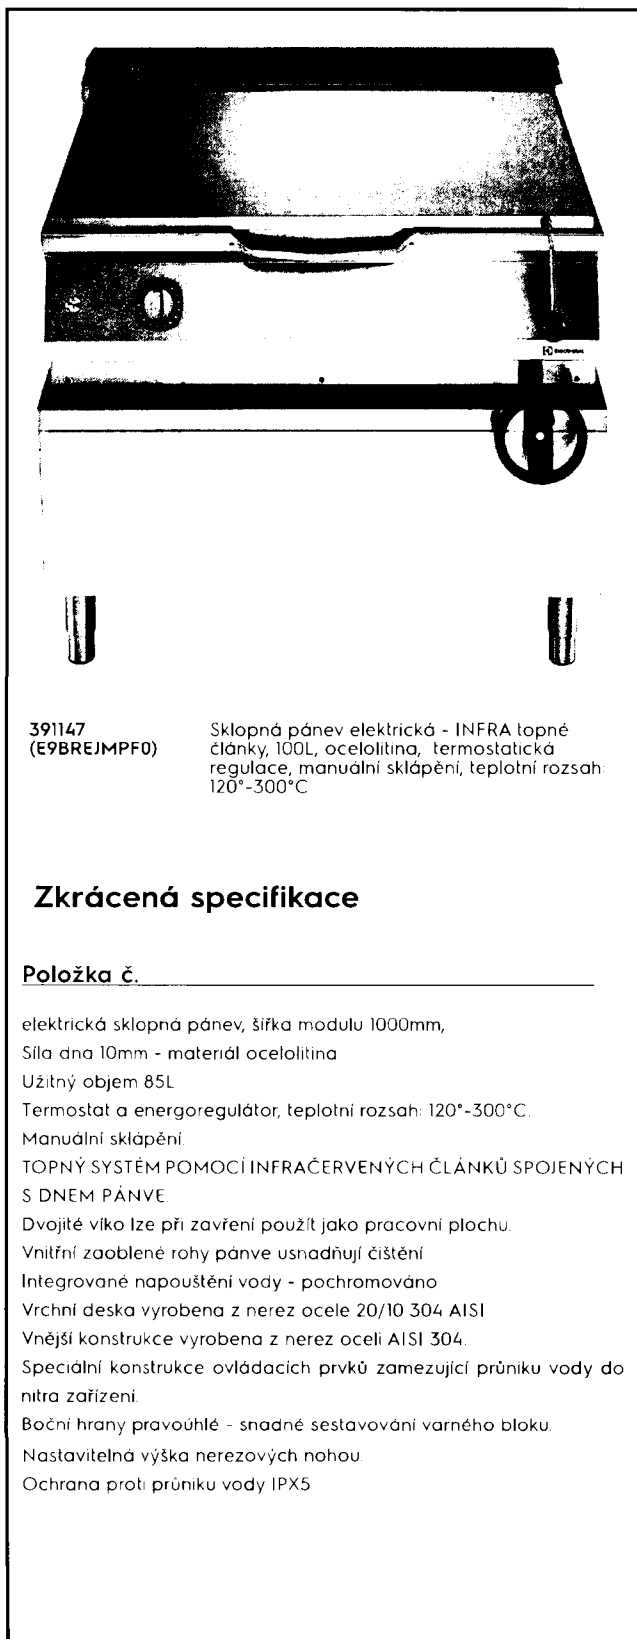 Electrolux
391147
(E9BREJMPF0)
Sklopná pánev elektrická - INFRA topné
články, 100L, ocelolitina, termostatická
regulace, manuální sklápění, teplotní rozsah:
120°-300°C
Zkrácená specifikace
Položka č.
elektrická sklopná pánev, šířka modulu 1000mm,
Síla dna 10mm - materiál ocelolitina
Užitný objem 85L
Termostat a energoregulátor, teplotní rozsah: 120°-300°C.
Manuální sklápění.
TOPNÝ SYSTÉM POMOCÍ INFRAČERVENÝCH ČLÁNKŮ SPOJENÝCH
S DNEM PÁNVE.
Dvojité víko lze při zavření použít jako pracovní plochu.
Vnitřní zaoblené rohy pánve usnadňují čištění
Integrované napouštění vody - pochromováno
Vrchní deska vyrobena z nerez ocele 20/10 304 AISI
Vnější konstrukce vyrobena z nerez oceli AISI 304.
Speciální konstrukce ovládacích prvků zamezující průniku vody do
nitra zařízení.
Boční hrany pravoúhlé - snadné sestavování varného bloku.
Nastavitelná výška nerezových nohou.
Ochrana proti průniku vody IPX5